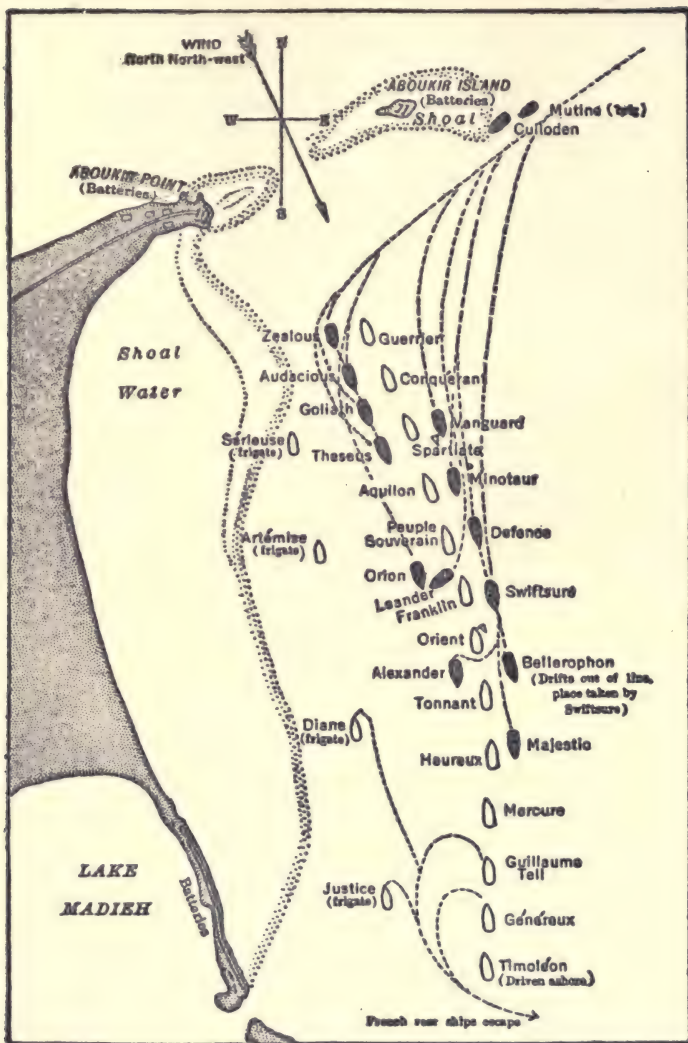 WIND
North North-west
N
W
E
S
ABOUKIR ISLAND
(Batteries)
Shoal
Mutine (brig)
Culloden
ABOUKIR POINT
(Batteries)
Shoal
Water
Zealous
Guerrier
Audacious
Conquerant
Goliath
Vanguard
Sérieuse
(frigate)
Theseus
Spartiate
Aquilon
Minotaur
Artémise
(frigate)
Peuple
Souverain
Defence
Orion
Leander
Franklin
Swiftsure
Orient
Alexander
Bellerophon
(Drifts out of line,
place taken by
Swiftsure)
Tonnant
Diane
(frigate)
Heureux
Majestic
Mercure
LAKE
MADIEH
Batteries
Guillaume
Tell
Justice
(frigate)
Généreux
Timoléon
(Driven ashore)
French rear ships escape